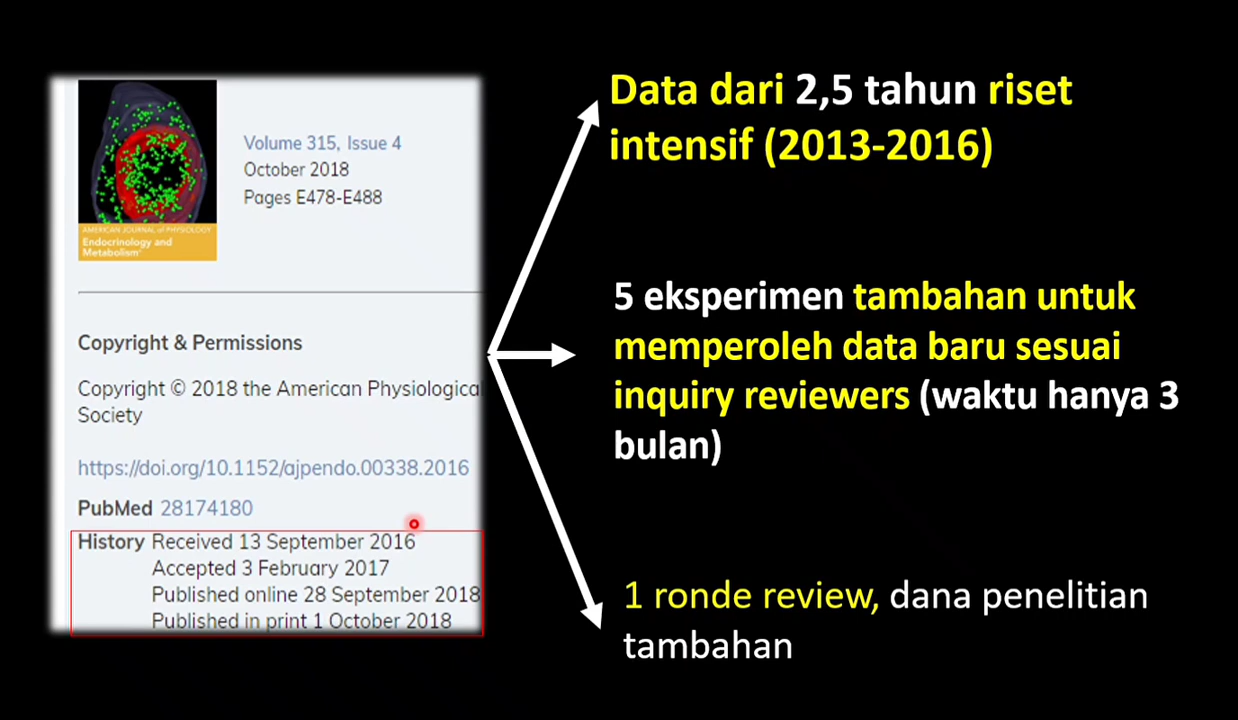 AMERICAN JOURNAL of PHYSIOLOGY
Endocrinology and
Metabolism
Volume 315, Issue 4
October 2018
Pages E478-E488
Copyright & Permissions
Copyright © 2018 the American Physiological
Society
https://doi.org/10.1152/ajpendo.00338.2016
PubMed 28174180
History Received 13 September 2016
Accepted 3 February 2017
Published online 28 September 2018
Published in print 1 October 2018
Data dari 2,5 tahun riset
intensif (2013-2016)
5 eksperimen tambahan untuk
memperoleh data baru sesuai
inquiry reviewers (waktu hanya 3
bulan)
1 ronde review, dana penelitian
tambahan